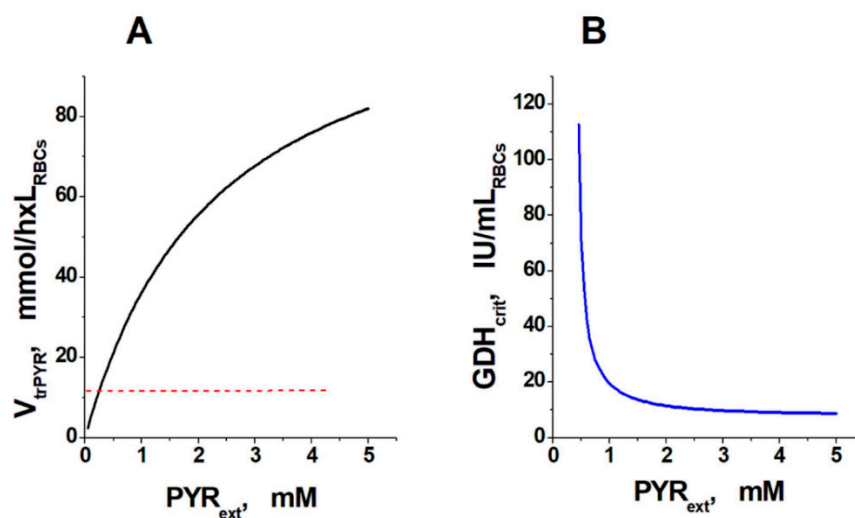 A
V_trPYR, mmol/hxL_RBCs
80
60
40
20
0
0 1 2 3 4 5
PYR_ext, mM
B
GDH_crit, IU/mL_RBCs
120
100
80
60
40
20
0
0 1 2 3 4 5
PYR_ext, mM